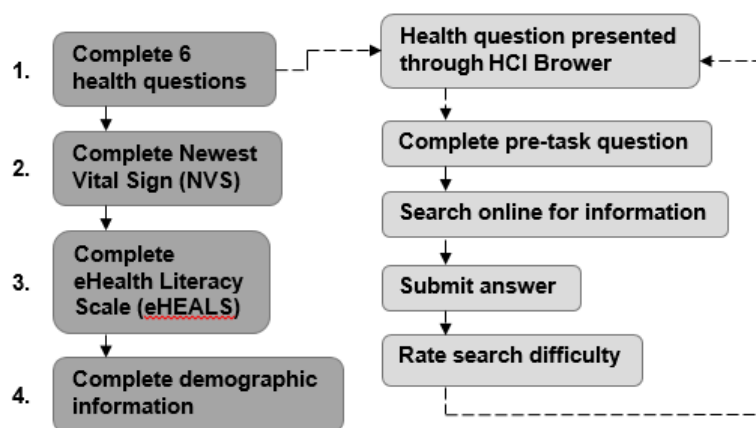 1.
Complete 6
health questions
2.
Complete Newest
Vital Sign (NVS)
3.
Complete
eHealth Literacy
Scale (eHEALS)
4.
Complete demographic
information
Health question presented
through HCI Brower
Complete pre-task question
Search online for information
Submit answer
Rate search difficulty